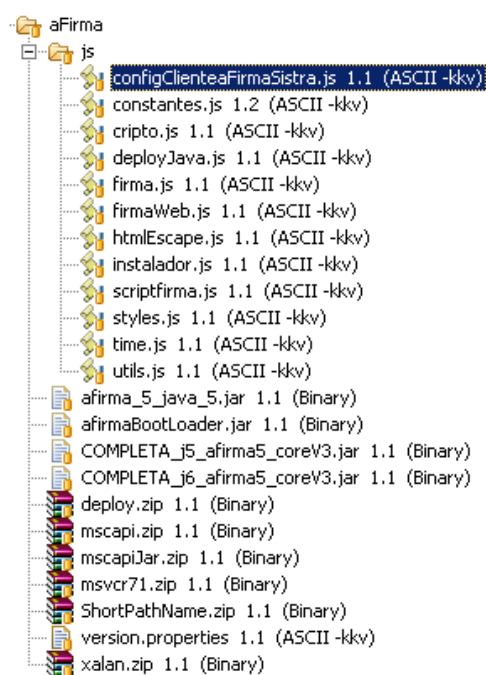 aFirma
js
configClienteaFirmaSistra.js 1.1 (ASCII -kkv)
constantes.js 1.2 (ASCII -kkv)
cripto.js 1.1 (ASCII -kkv)
deployJava.js 1.1 (ASCII -kkv)
firma.js 1.1 (ASCII -kkv)
firmaWeb.js 1.1 (ASCII -kkv)
htmlEscape.js 1.1 (ASCII -kkv)
instalador.js 1.1 (ASCII -kkv)
scriptfirma.js 1.1 (ASCII -kkv)
styles.js 1.1 (ASCII -kkv)
time.js 1.1 (ASCII -kkv)
utils.js 1.1 (ASCII -kkv)
afirma_5_java_5.jar 1.1 (Binary)
afirmaBootLoader.jar 1.1 (Binary)
COMPLETA_j5_afirma5_coreV3.jar 1.1 (Binary)
COMPLETA_j6_afirma5_coreV3.jar 1.1 (Binary)
deploy.zip 1.1 (Binary)
mscapi.zip 1.1 (Binary)
mscapiJar.zip 1.1 (Binary)
msvcr71.zip 1.1 (Binary)
ShortPathName.zip 1.1 (Binary)
version.properties 1.1 (ASCII -kkv)
xalan.zip 1.1 (Binary)